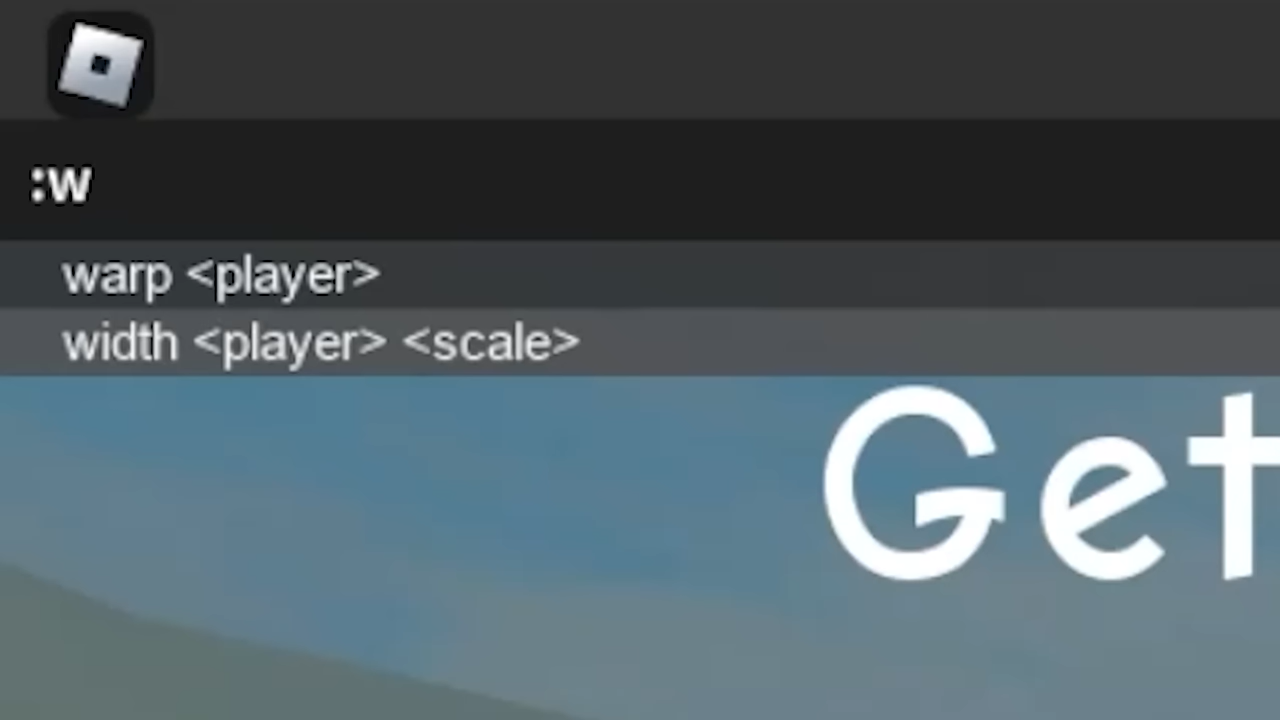 :w
warp <player>
width <player> <scale>
Get